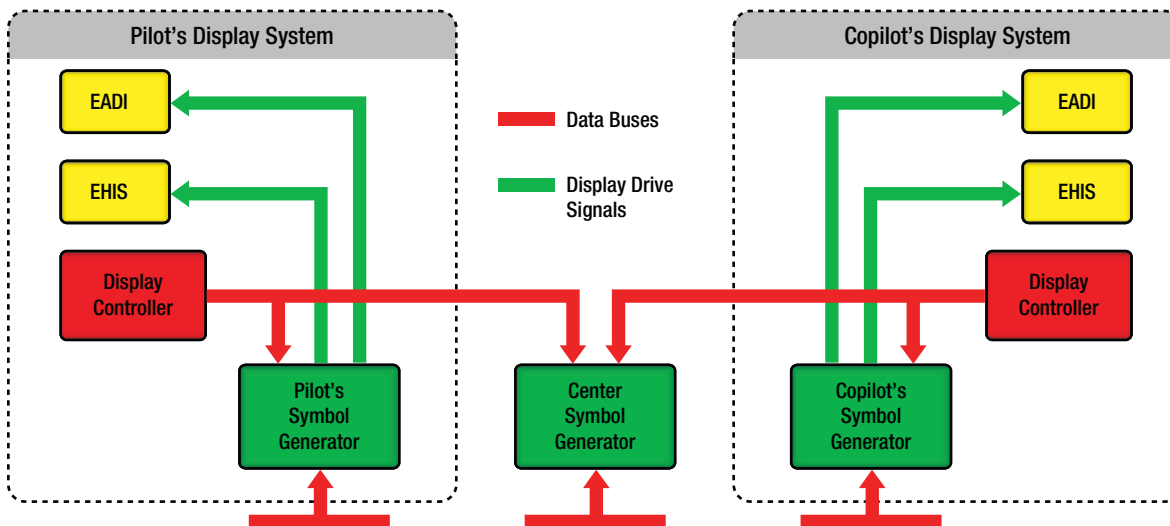 Pilot’s Display System
Copilot’s Display System
EADI
EHIS
Display
Controller
Data Buses
Display Drive
Signals
EADI
EHIS
Display
Controller
Pilot’s
Symbol
Generator
Center
Symbol
Generator
Copilot’s
Symbol
Generator